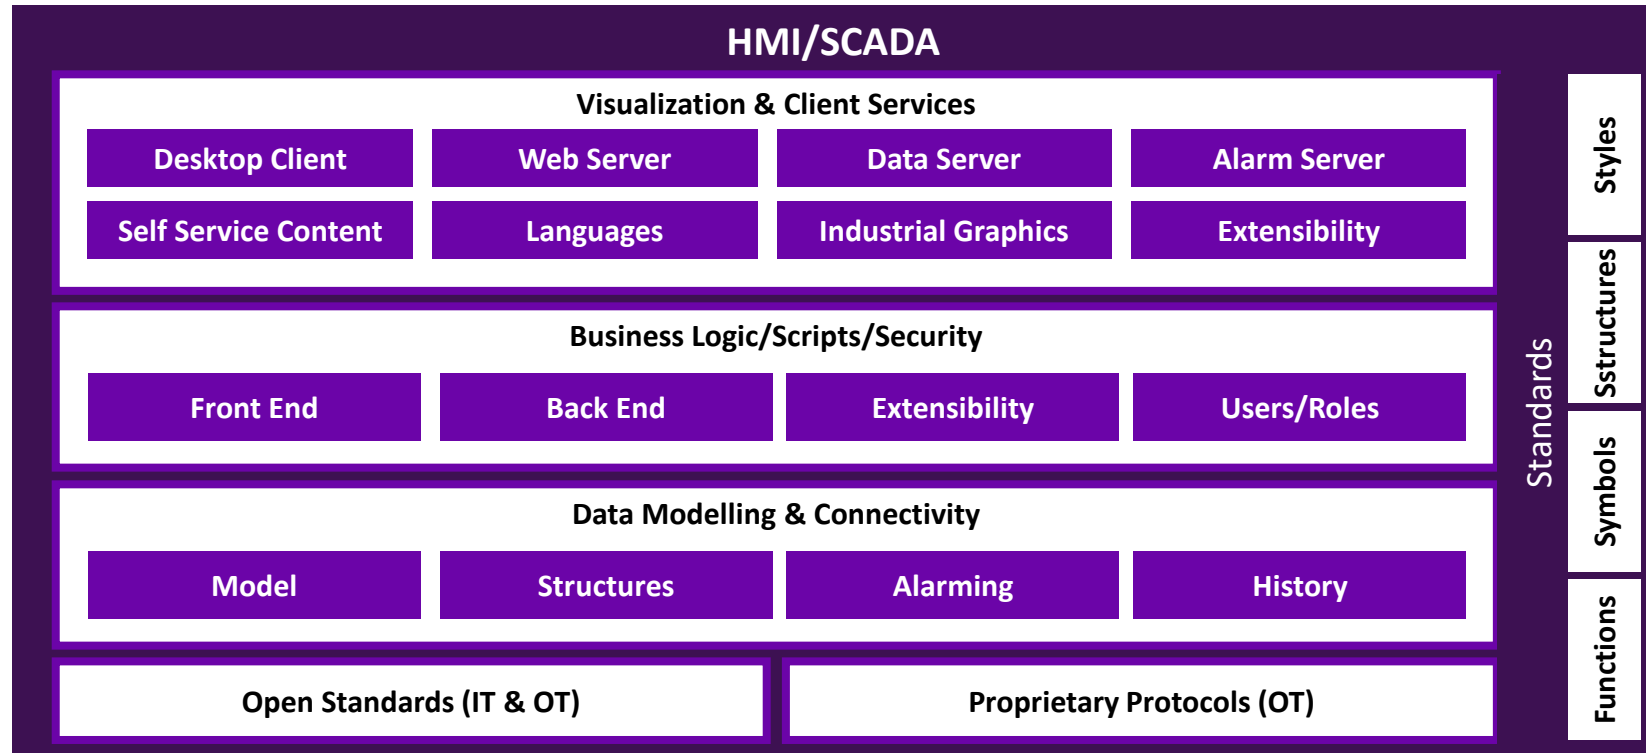 HMI/SCADA
Visualization & Client Services
Desktop Client
Web Server
Data Server
Alarm Server
Self Service Content
Languages
Industrial Graphics
Extensibility
Business Logic/Scripts/Security
Front End
Back End
Extensibility
Users/Roles
Data Modelling & Connectivity
Model
Structures
Alarming
History
Open Standards (IT & OT)
Proprietary Protocols (OT)
Standards
Styles
Sstructures
Symbols
Functions